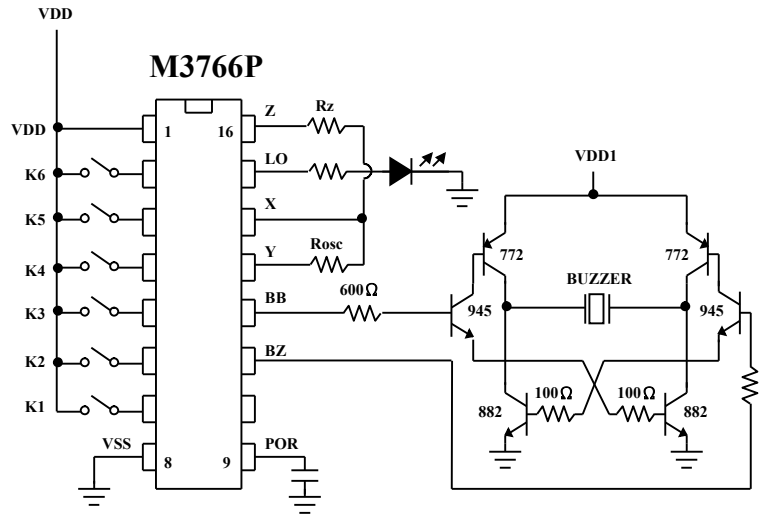 VDD
M3766P
VDD
1
16
Z
Rz
K6
LO
VDD1
K5
X
772
772
K4
Y
Rosc
BUZZER
K3
BB
600Ω
945
945
K2
BZ
K1
100Ω
100Ω
882
882
VSS
8
9
POR